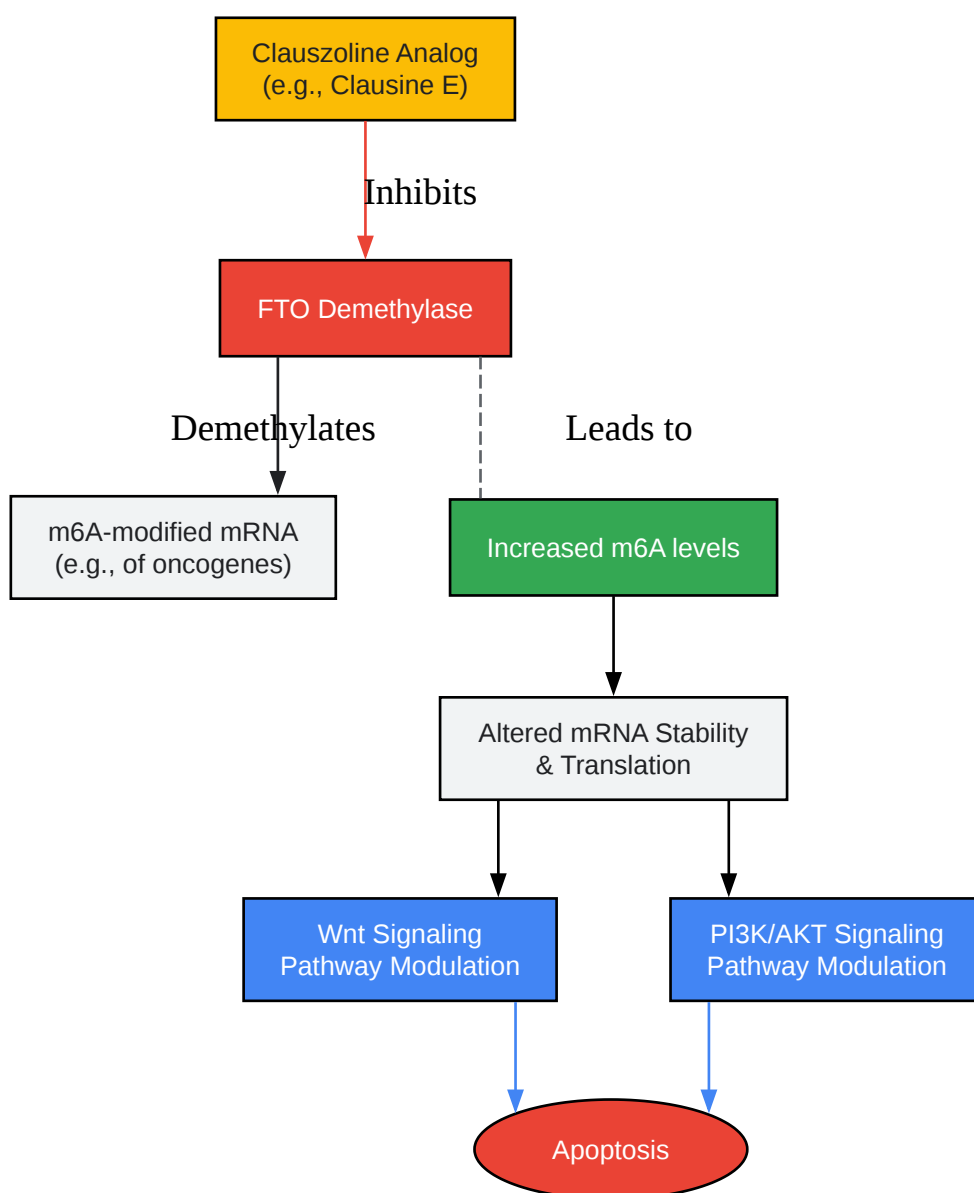 Clauszoline Analog
(e.g., Clausine E)
Inhibits
FTO Demethylase
Demethylates
Leads to
m6A-modified mRNA
(e.g., of oncogenes)
Increased m6A levels
Altered mRNA Stability
& Translation
Wnt Signaling
Pathway Modulation
PI3K/AKT Signaling
Pathway Modulation
Apoptosis